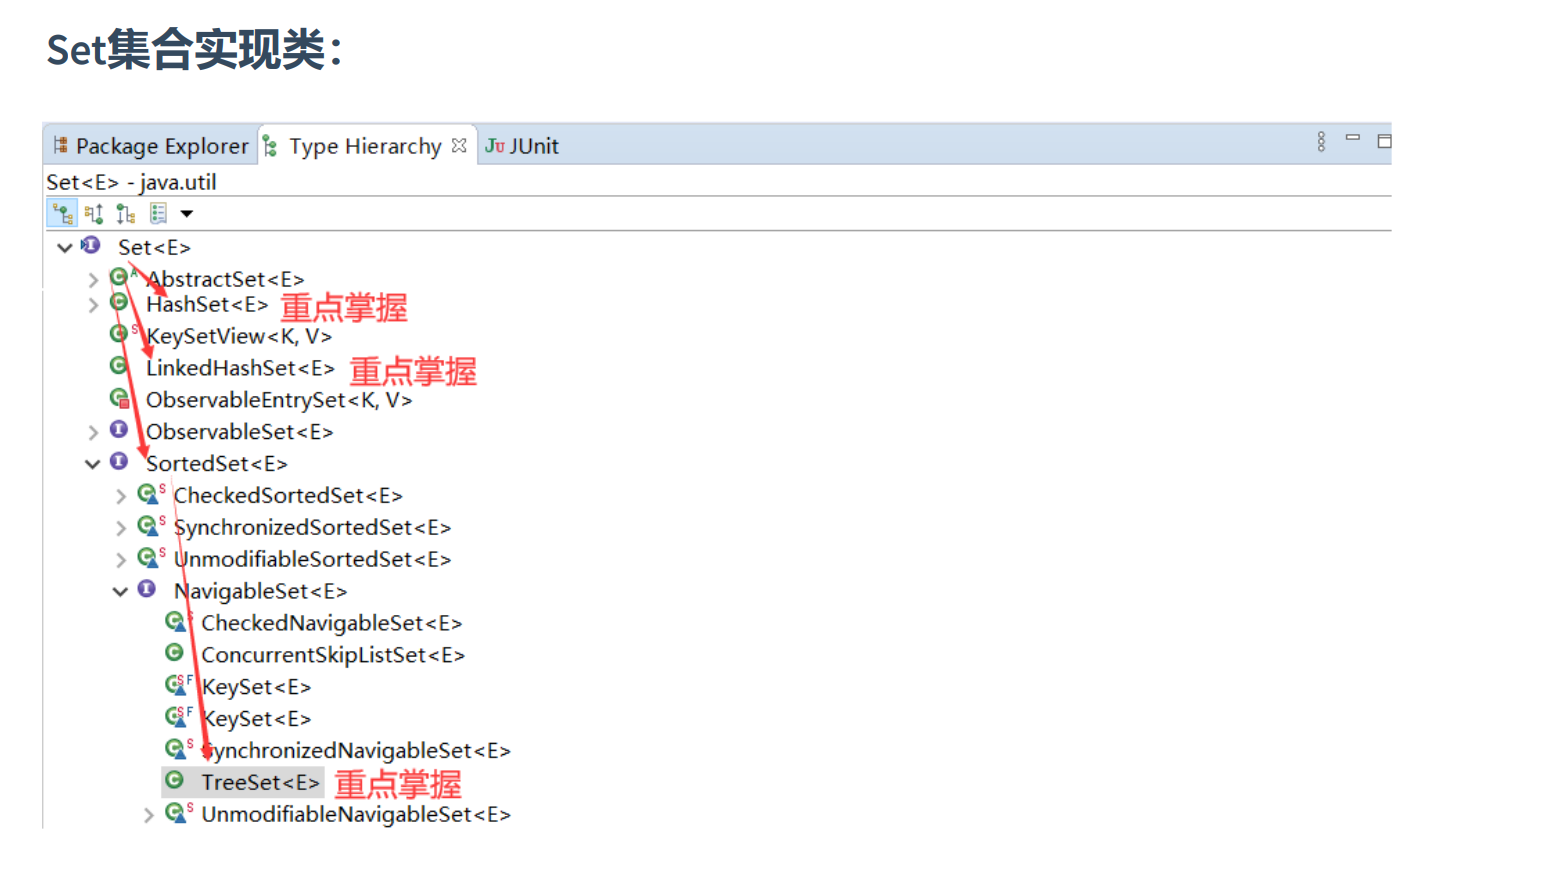 Set集合实现类：
Package Explorer Type Hierarchy JUnit
Set<E> - java.util
Set<E>
AbstractSet<E>
HashSet<E> 重点掌握
KeySetView<K, V>
LinkedHashSet<E> 重点掌握
ObservableEntrySet<K, V>
ObservableSet<E>
SortedSet<E>
CheckedSortedSet<E>
SynchronizedSortedSet<E>
UnmodifiableSortedSet<E>
NavigableSet<E>
CheckedNavigableSet<E>
ConcurrentSkipListSet<E>
KeySet<E>
KeySet<E>
SynchronizedNavigableSet<E>
TreeSet<E> 重点掌握
UnmodifiableNavigableSet<E>